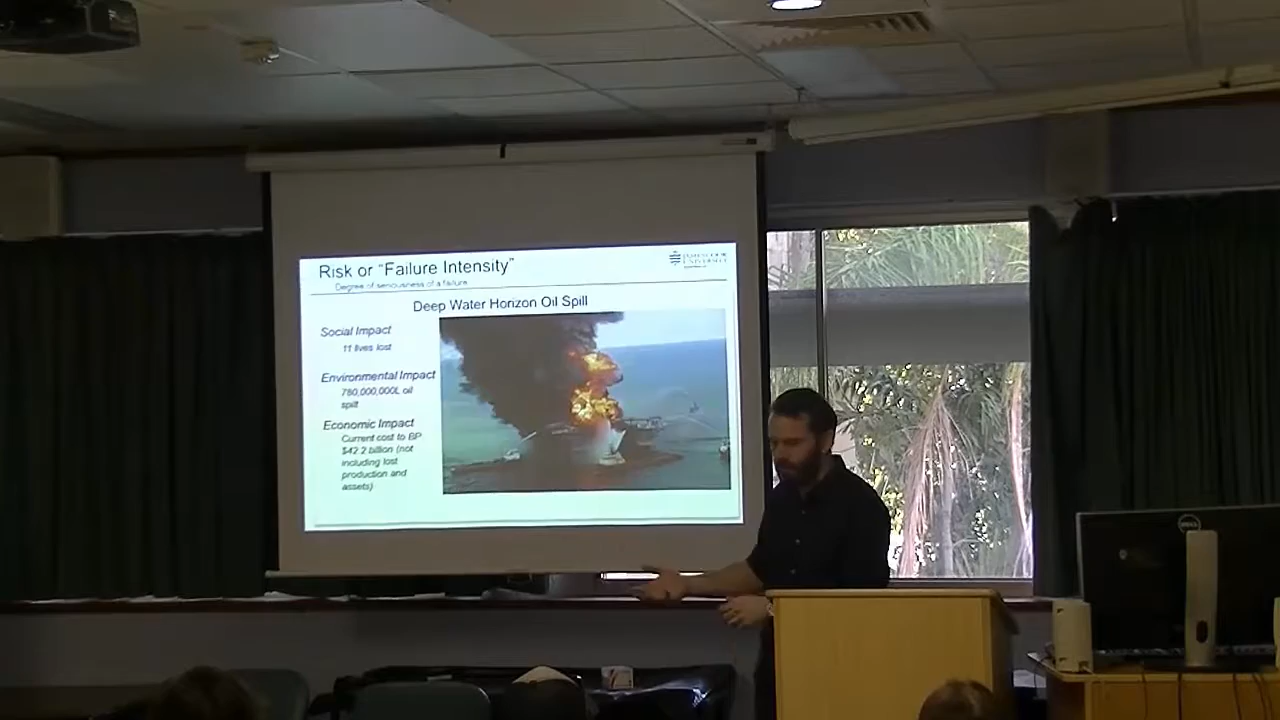 Risk or "Failure Intensity"
Degree of seriousness of a failure
Deep Water Horizon Oil Spill
Social Impact
11 lives lost
Environmental Impact
780,000,000L oil
spilt
Economic Impact
Current cost to BP
$42.2 billion (not
including lost
production and
assets)
DELL